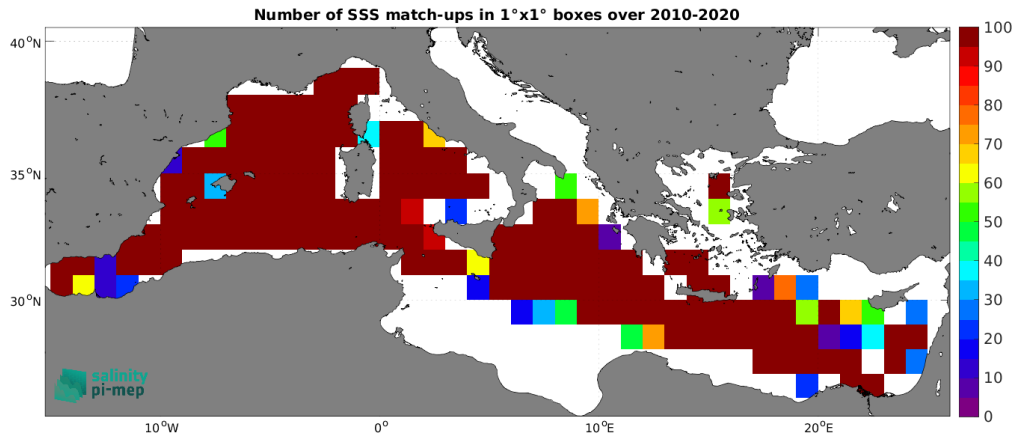 Number of SSS match-ups in 1°x1° boxes over 2010-2020
40°N
35°N
30°N
10°W
0°
10°E
20°E
100
90
80
70
60
50
40
30
20
10
0
salinity
pi-mep